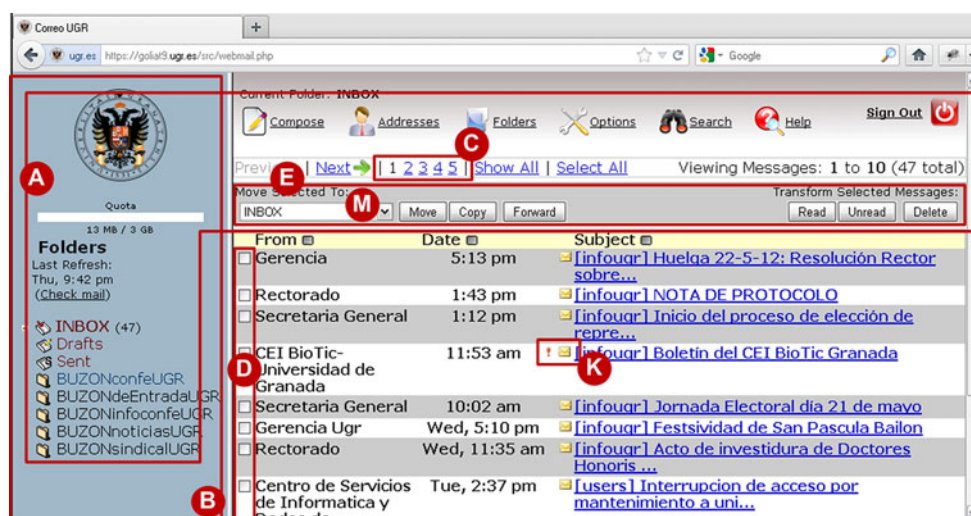 Correo UGR
+
ugr.es https://goliat9.ugr.es/src/webmail.php
Google
Current Folder: INBOX
Compose Addresses Folders Options Search Help Sign Out
C
A
Next | 1 2 3 4 5 | Show All | Select All Viewing Messages: 1 to 10 (47 total)
E
Move Selected To: Transform Selected Messages:
M
INBOX Move Copy Forward Read Unread Delete
Quota
13 MB / 3 GB
Folders
Last Refresh:
Thu, 9:42 pm
(Check mail)
INBOX (47)
Drafts
Sent
BUZONconfeUGR
BUZONdeEntradaUGR
BUZONinfoconfeUGR
BUZONnoticiasUGR
BUZONsindicalUGR
B
From Date Subject
Gerencia 5:13 pm [infougr] Huelga 22-5-12: Resolución Rector
sobre...
Rectorado 1:43 pm [infougr] NOTA DE PROTOCOLO
Secretaria General 1:12 pm [infougr] Inicio del proceso de elección de
repre...
CEI BioTic- 11:53 am ! [infougr] Boletín del CEI BioTic Granada
D
K
Universidad de
Granada
Secretaria General 10:02 am [infougr] Jornada Electoral día 21 de mayo
Gerencia Ugr Wed, 5:10 pm [infougr] Festsividad de San Pascula Bailon
Rectorado Wed, 11:35 am [infougr] Acto de investidura de Doctores
Honoris ...
Centro de Servicios Tue, 2:37 pm [users] Interrupcion de acceso por
de Informatica y mantenimiento a uni...